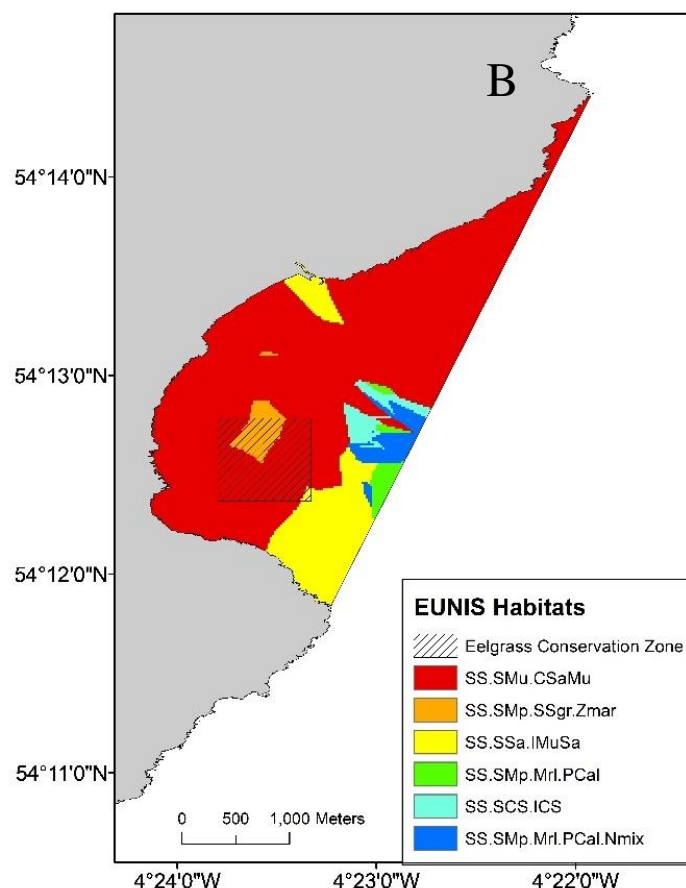 B
54°14'0"N
54°13'0"N
54°12'0"N
54°11'0"N
EUNIS Habitats
Eelgrass Conservation Zone
SS.SMu.CSaMu
SS.SMp.SSgr.Zmar
SS.SSa.IMuSa
SS.SMp.Mrl.PCal
SS.SCS.ICS
SS.SMp.Mrl.PCal.Nmix
0 500 1,000 Meters
4°24'0"W 4°23'0"W 4°22'0"W